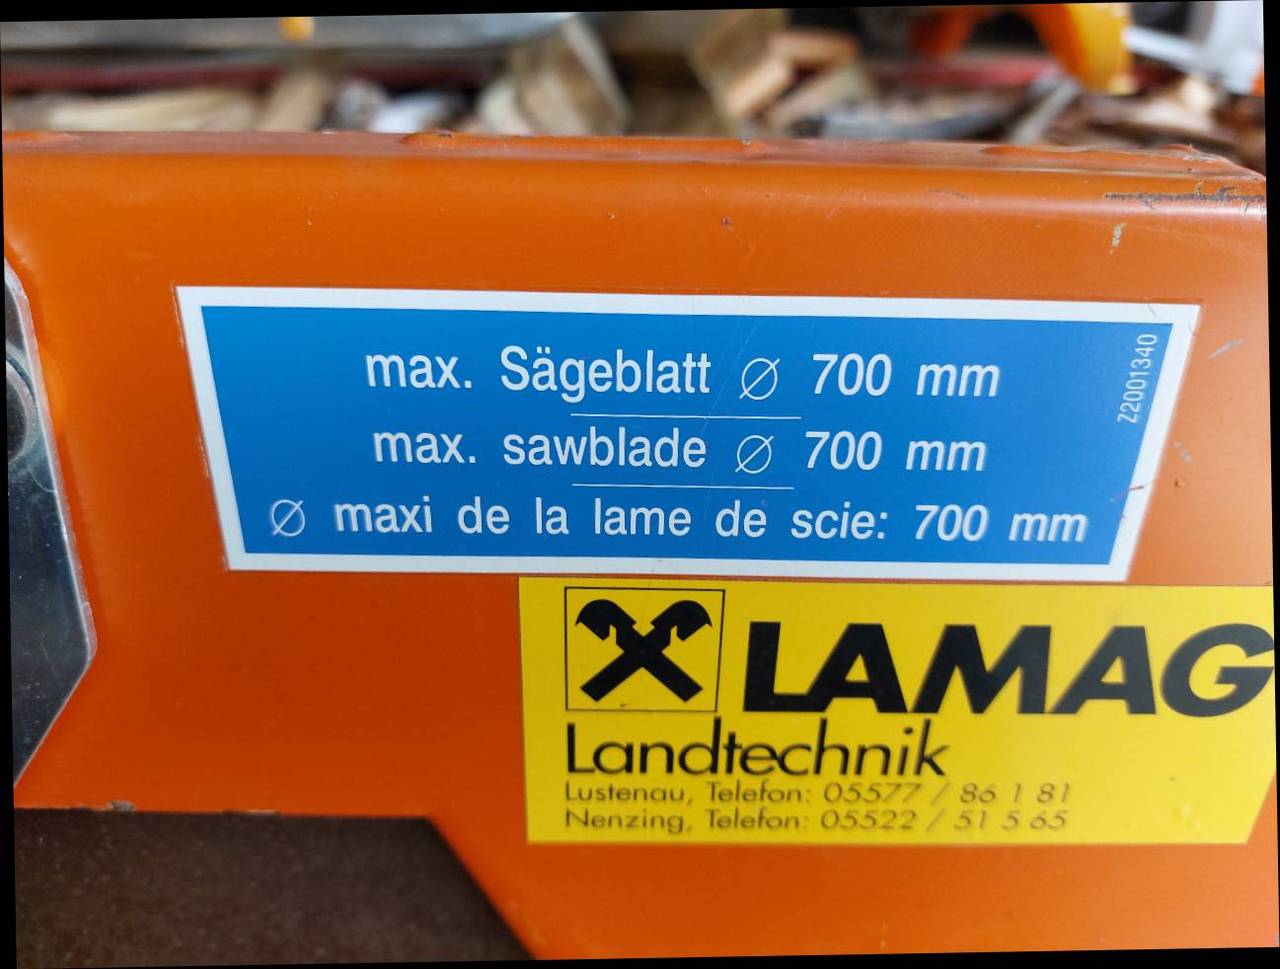 max. Sägeblatt ∅ 700 mm
max. sawblade ∅ 700 mm
∅ maxi de la lame de scie: 700 mm
Z2001340
LAMAG
Landtechnik
Lustenau, Telefon: 05577 / 86 1 81
Nenzing, Telefon: 05522 / 51 5 65